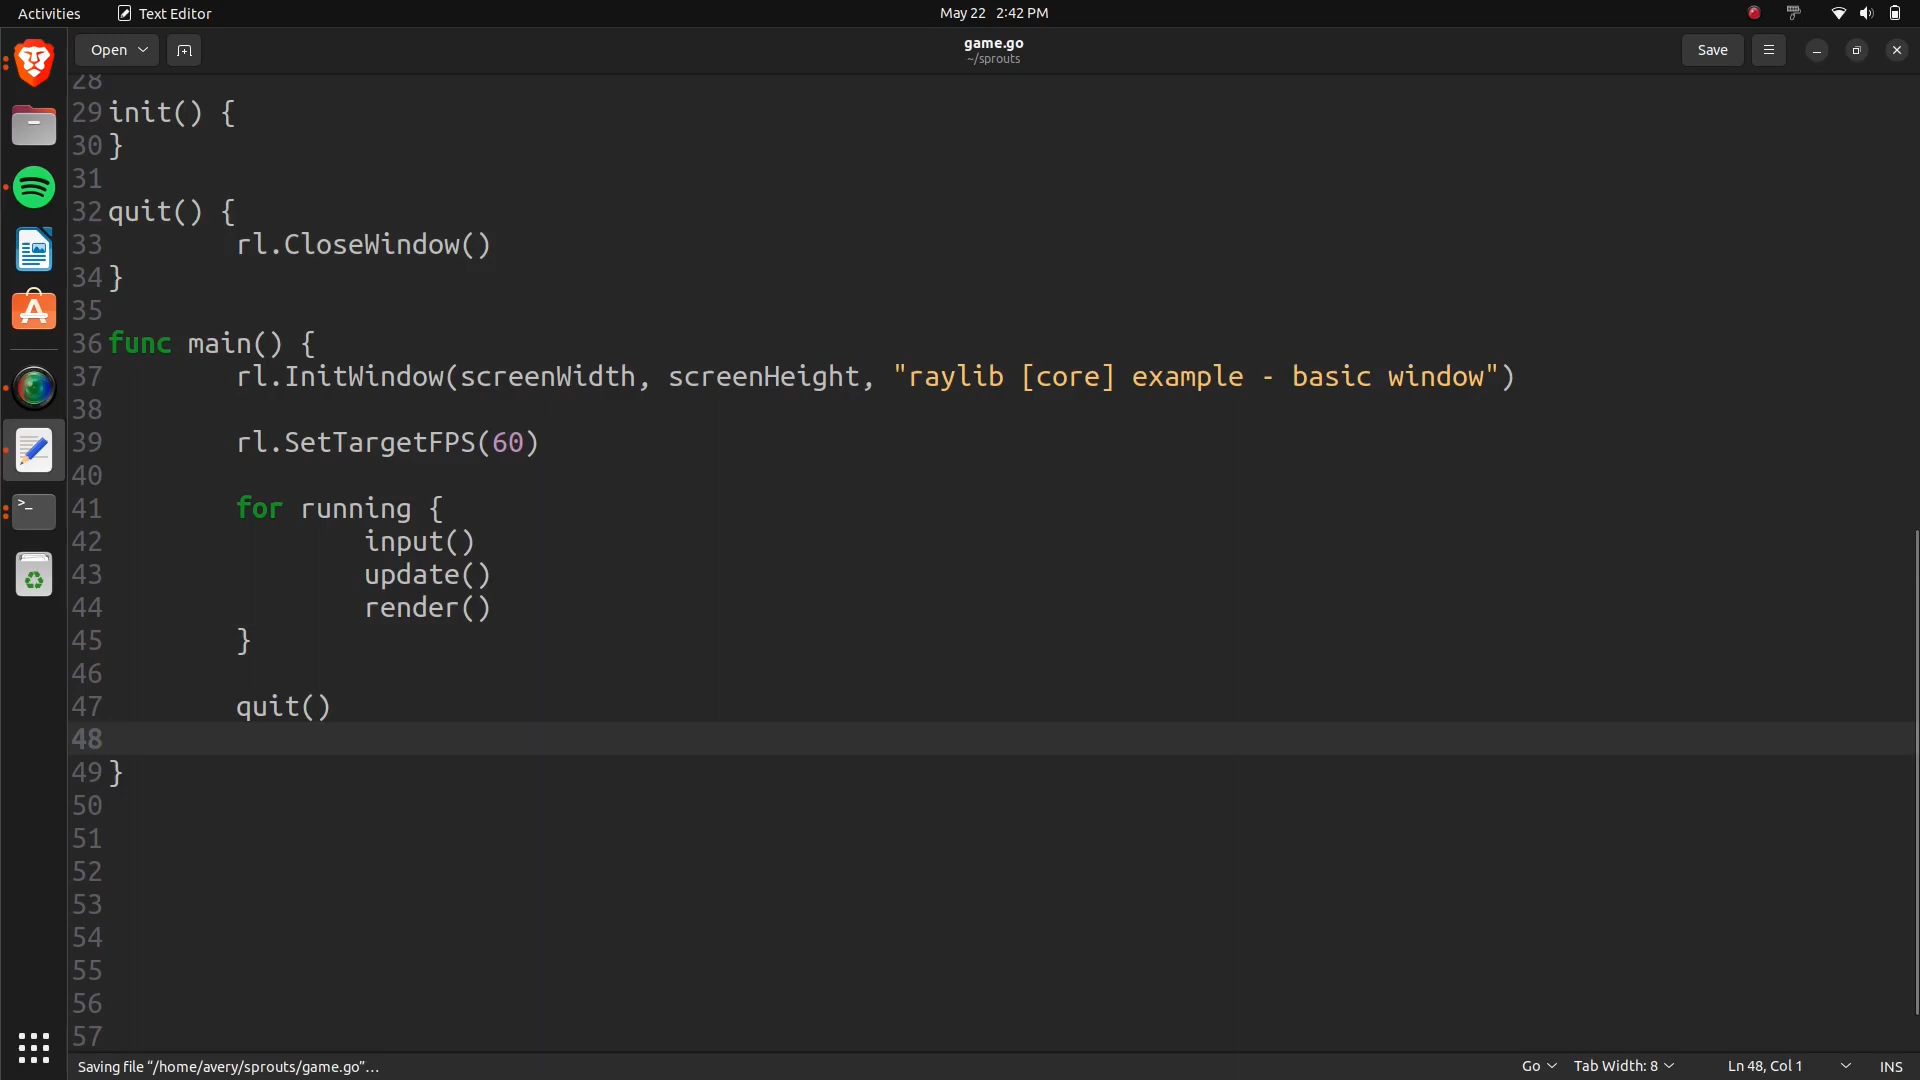 Activities
Text Editor
May 22 2:42 PM
Open
game.go
~/sprouts
Save
28
29 init() {
30 }
31
32 quit() {
33 rl.CloseWindow()
34 }
35
36 func main() {
37 rl.InitWindow(screenWidth, screenHeight, "raylib [core] example - basic window")
38
39 rl.SetTargetFPS(60)
40
41 for running {
42 input()
43 update()
44 render()
45 }
46
47 quit()
48
49 }
50
51
52
53
54
55
56
57
Saving file “/home/avery/sprouts/game.go”...
Go
Tab Width: 8
Ln 48, Col 1
INS